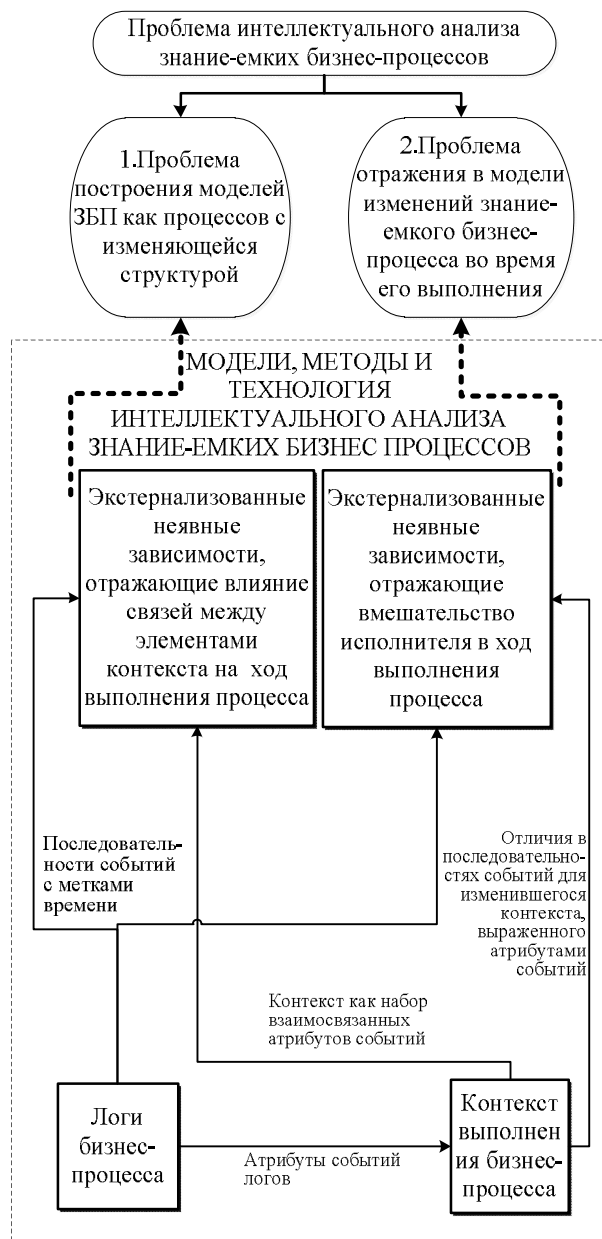 Проблема интеллектуального анализа
знание-емких бизнес-процессов
1.Проблема
построения моделей
ЗБП как процессов с
изменяющейся
структурой
2.Проблема
отражения в модели
изменений знание-
емкого бизнес-
процесса во время
его выполнения
МОДЕЛИ, МЕТОДЫ И
ТЕХНОЛОГИЯ
ИНТЕЛЛЕКТУАЛЬНОГО АНАЛИЗА
ЗНАНИЕ-ЕМКИХ БИЗНЕС ПРОЦЕССОВ
Экстернализованные
неявные
зависимости,
отражающие влияние
связей между
элементами
контекста на ход
выполнения процесса
Экстернализованные
неявные
зависимости,
отражающие
вмешательство
исполнителя в ход
выполнения
процесса
Последователь-
ности событий
с метками
времени
Отличия в
последовательно-
стях событий для
изменившегося
контекста,
выраженного
атрибутами
событий
Контекст как набор
взаимосвязанных
атрибутов событий
Логи
бизнес-
процесса
Атрибуты событий
логов
Контекст
выполнен
ия бизнес-
процесса